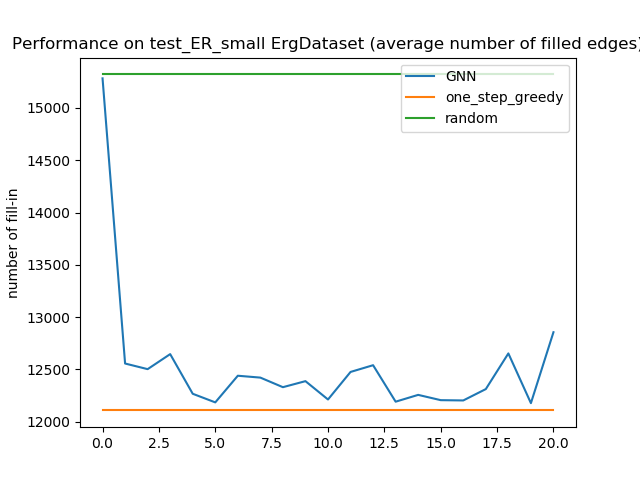 Performance on test_ER_small ErgDataset (average number of filled edges)
GNN
one_step_greedy
random
number of fill-in
15000
14500
14000
13500
13000
12500
12000
0.0 2.5 5.0 7.5 10.0 12.5 15.0 17.5 20.0